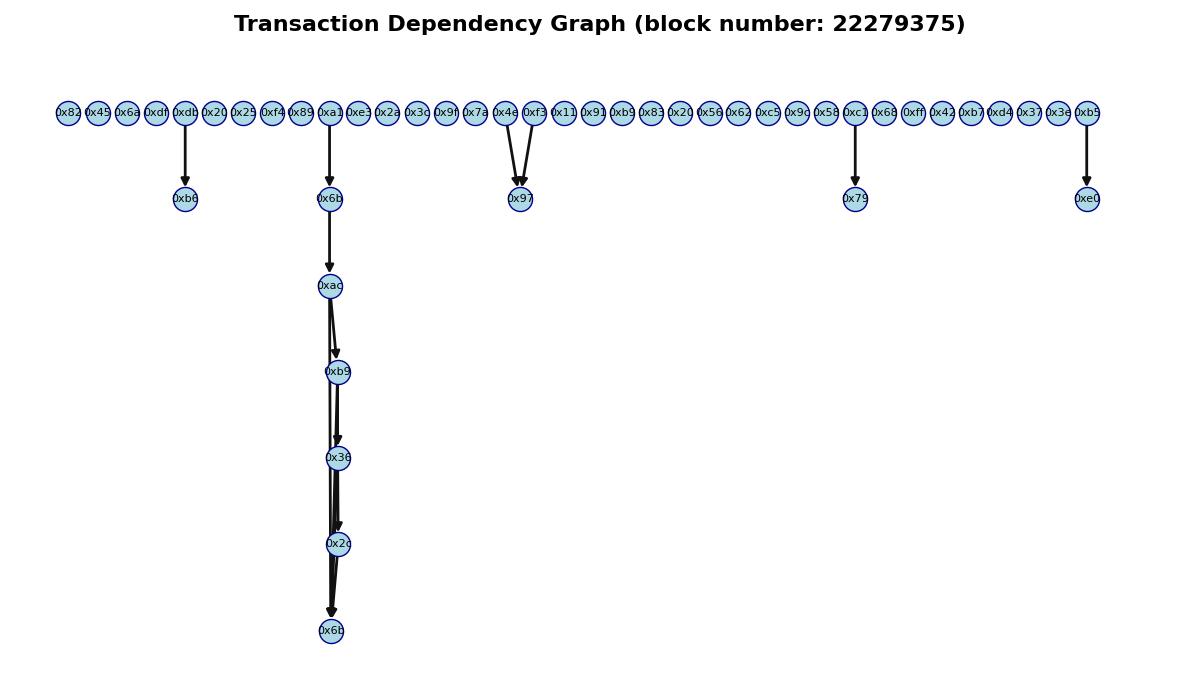 Transaction Dependency Graph (block number: 22279375)
0x82 0x45 0x6a 0xdf 0xdb 0x20 0x25 0xf4 0x89 0xa1 0xe3 0x2a 0x3c 0x9f 0x7a 0x4e 0xf3 0x11 0x91 0xb9 0x83 0x20 0x56 0x62 0xc5 0x9c 0x58 0xc1 0x68 0xff 0x42 0xb7 0xd4 0x37 0x3e 0xb5
0xb6 0x6b 0x97 0x79 0xe0
0xac
0xb9
0x36
0x2c
0x6b